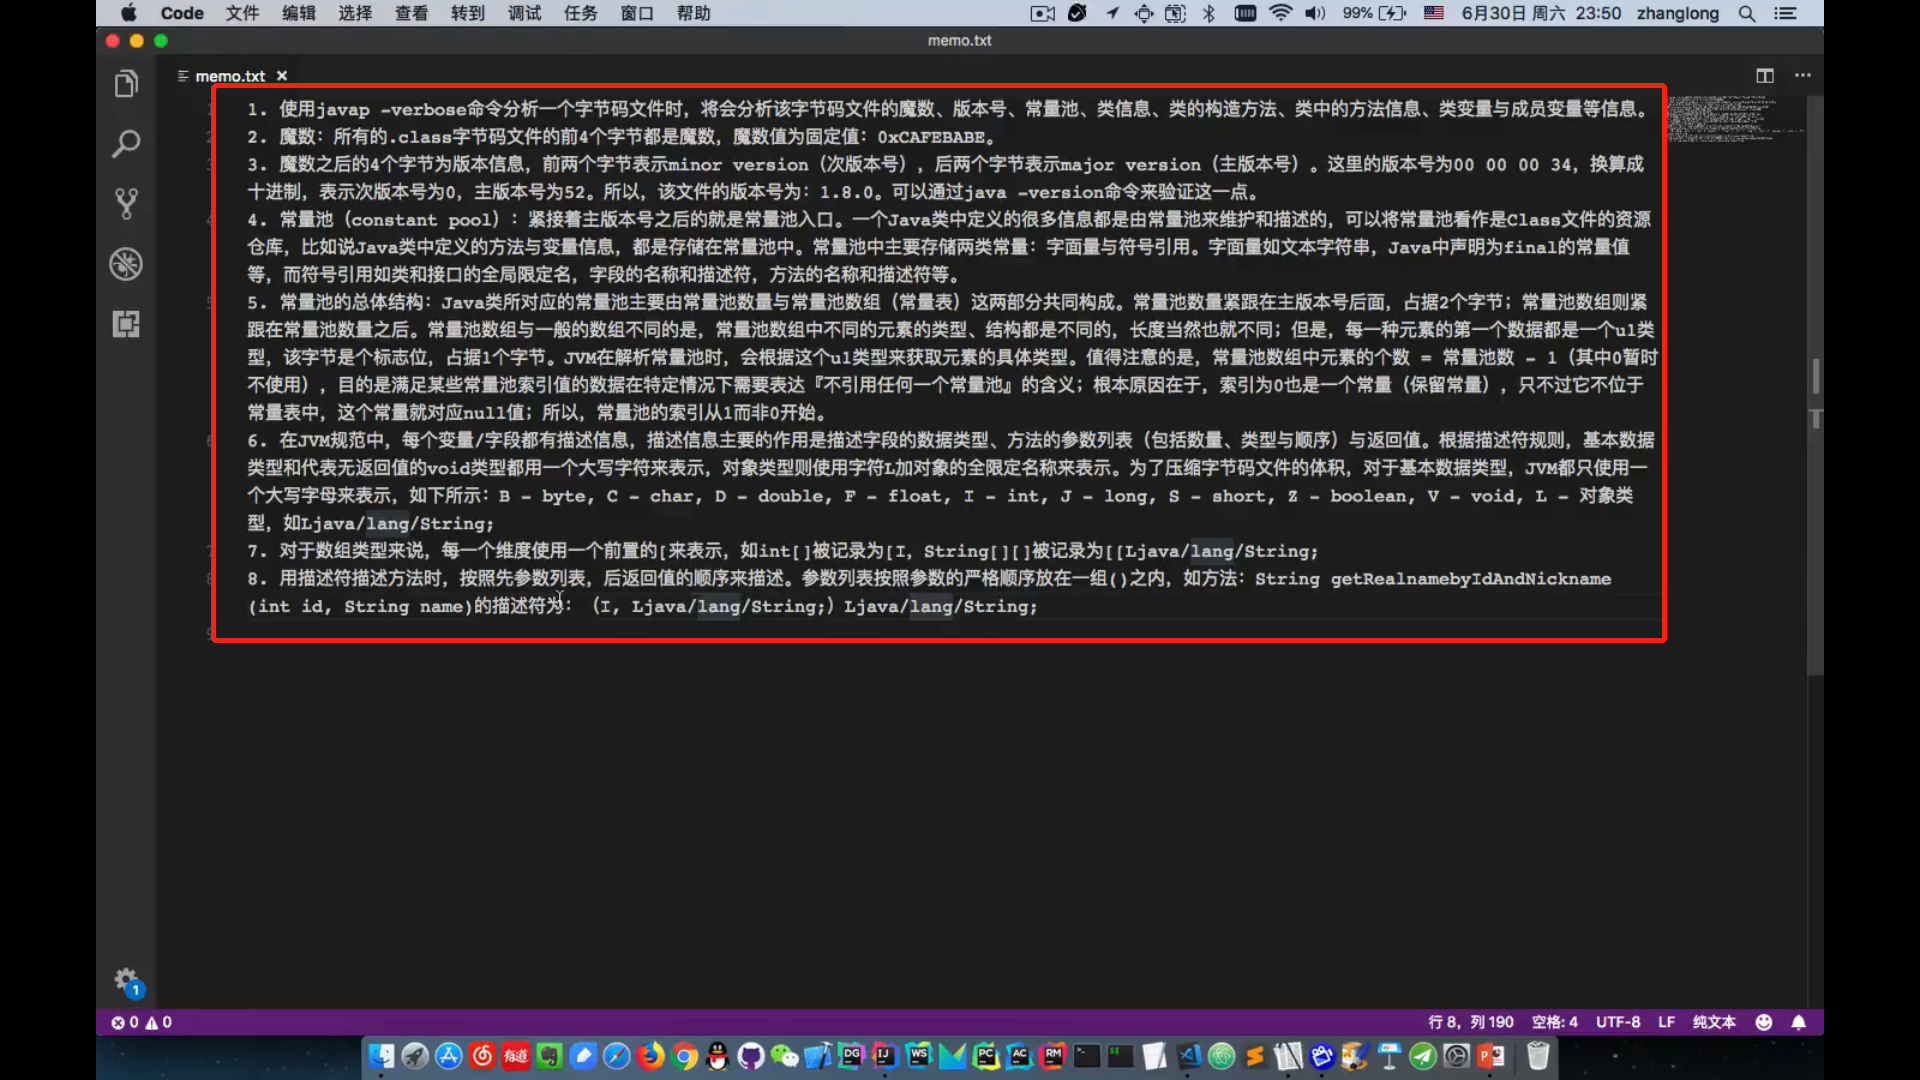 Code 文件 编辑 选择 查看 转到 调试 任务 窗口 帮助 99% 6月30日 周六 23:50 zhanglong
memo.txt
memo.txt
1. 使用javap -verbose命令分析一个字节码文件时，将会分析该字节码文件的魔数、版本号、常量池、类信息、类的构造方法、类中的方法信息、类变量与成员变量等信息。
2. 魔数：所有的.class字节码文件的前4个字节都是魔数，魔数值为固定值：0xCAFEBABE。
3. 魔数之后的4个字节为版本信息，前两个字节表示minor version（次版本号），后两个字节表示major version（主版本号）。这里的版本号为00 00 00 34，换算成
十进制，表示次版本号为0，主版本号为52。所以，该文件的版本号为：1.8.0。可以通过java -version命令来验证这一点。
4. 常量池（constant pool）：紧接着主版本号之后的就是常量池入口。一个Java类中定义的很多信息都是由常量池来维护和描述的，可以将常量池看作是Class文件的资源
仓库，比如说Java类中定义的方法与变量信息，都是存储在常量池中。常量池中主要存储两类常量：字面量与符号引用。字面量如文本字符串，Java中声明为final的常量值
等，而符号引用如类和接口的全局限定名，字段的名称和描述符，方法的名称和描述符等。
5. 常量池的总体结构：Java类所对应的常量池主要由常量池数量与常量池数组（常量表）这两部分共同构成。常量池数量紧跟在主版本号后面，占据2个字节；常量池数组则紧
跟在常量池数量之后。常量池数组与一般的数组不同的是，常量池数组中不同的元素的类型、结构都是不同的，长度当然也就不同；但是，每一种元素的第一个数据都是一个u1类
型，该字节是个标志位，占据1个字节。JVM在解析常量池时，会根据这个u1类型来获取元素的具体类型。值得注意的是，常量池数组中元素的个数 = 常量池数 - 1（其中0暂时
不使用），目的是满足某些常量池索引值的数据在特定情况下需要表达『不引用任何一个常量池』的含义；根本原因在于，索引为0也是一个常量（保留常量），只不过它不位于
常量表中，这个常量就对应null值；所以，常量池的索引从1而非0开始。
6. 在JVM规范中，每个变量/字段都有描述信息，描述信息主要的作用是描述字段的数据类型、方法的参数列表（包括数量、类型与顺序）与返回值。根据描述符规则，基本数据
类型和代表无返回值的void类型都用一个大写字符来表示，对象类型则使用字符L加对象的全限定名称来表示。为了压缩字节码文件的体积，对于基本数据类型，JVM都只使用一
个大写字母来表示，如下所示：B - byte, C - char, D - double, F - float, I - int, J - long, S - short, Z - boolean, V - void, L - 对象类
型，如Ljava/lang/String;
7. 对于数组类型来说，每一个维度使用一个前置的[来表示，如int[]被记录为[I，String[][]被记录为[[Ljava/lang/String;
8. 用描述符描述方法时，按照先参数列表，后返回值的顺序来描述。参数列表按照参数的严格顺序放在一组()之内，如方法：String getRealnamebyIdAndNickname
(int id, String name)的描述符为：（I, Ljava/lang/String;）Ljava/lang/String;
1
0 0 行 8，列 190 空格: 4 UTF-8 LF 纯文本
有道 DG IJ WS PC AC RM